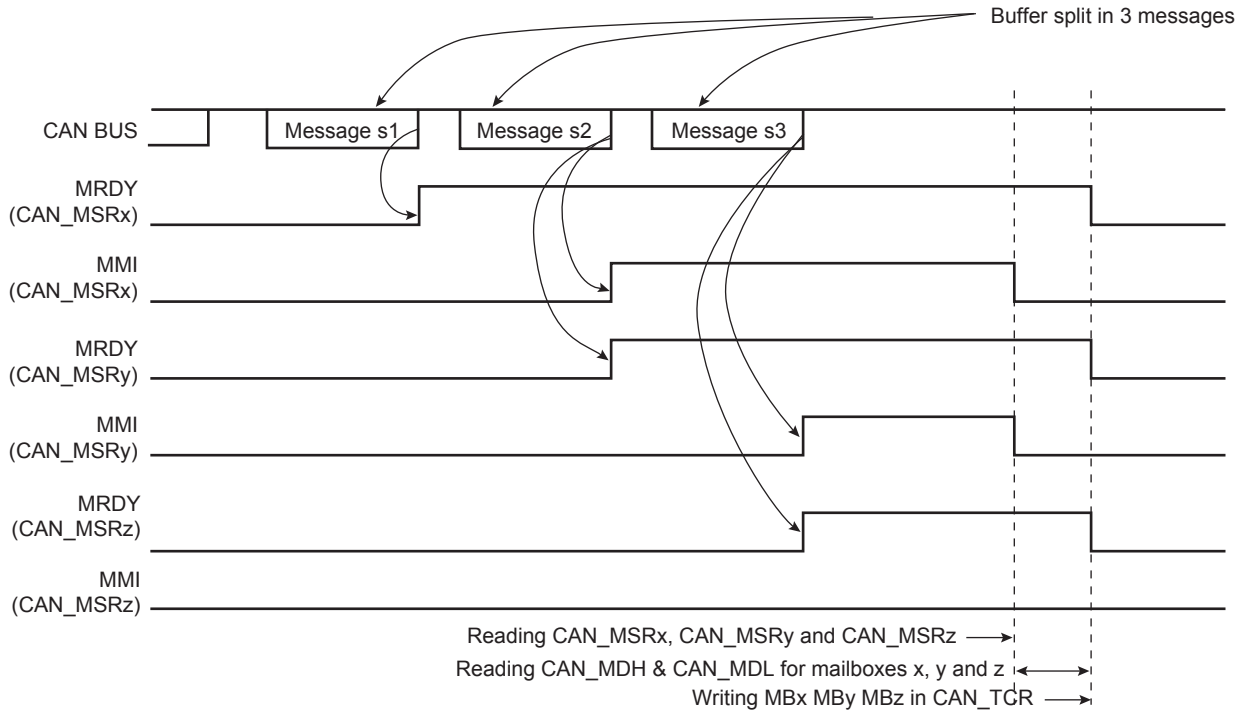 Buffer split in 3 messages
CAN BUS
Message s1
Message s2
Message s3
MRDY
(CAN_MSRx)
MMI
(CAN_MSRx)
MRDY
(CAN_MSRy)
MMI
(CAN_MSRy)
MRDY
(CAN_MSRz)
MMI
(CAN_MSRz)
Reading CAN_MSRx, CAN_MSRy and CAN_MSRz
Reading CAN_MDH & CAN_MDL for mailboxes x, y and z
Writing MBx MBy MBz in CAN_TCR